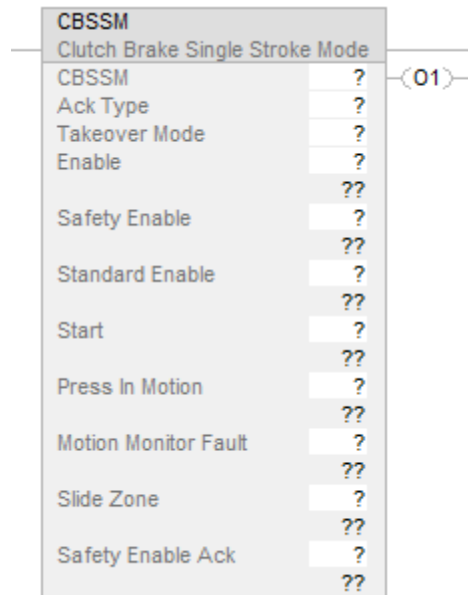 CBSSM
Clutch Brake Single Stroke Mode
CBSSM ?
(O1)
Ack Type ?
Takeover Mode ?
Enable ?
??
Safety Enable ?
??
Standard Enable ?
??
Start ?
??
Press In Motion ?
??
Motion Monitor Fault ?
??
Slide Zone ?
??
Safety Enable Ack ?
??